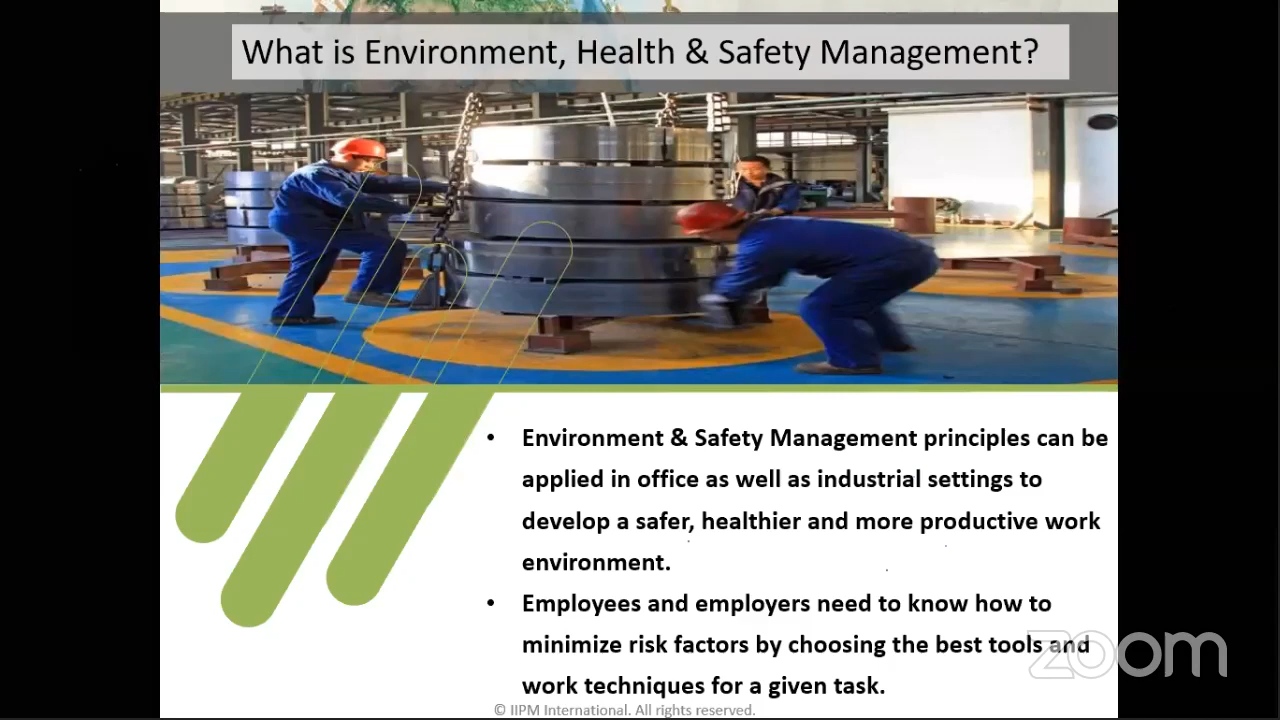 What is Environment, Health & Safety Management?
• Environment & Safety Management principles can be
applied in office as well as industrial settings to
develop a safer, healthier and more productive work
environment.
• Employees and employers need to know how to
minimize risk factors by choosing the best tools and
work techniques for a given task.
zoom
© IIPM International. All rights reserved.